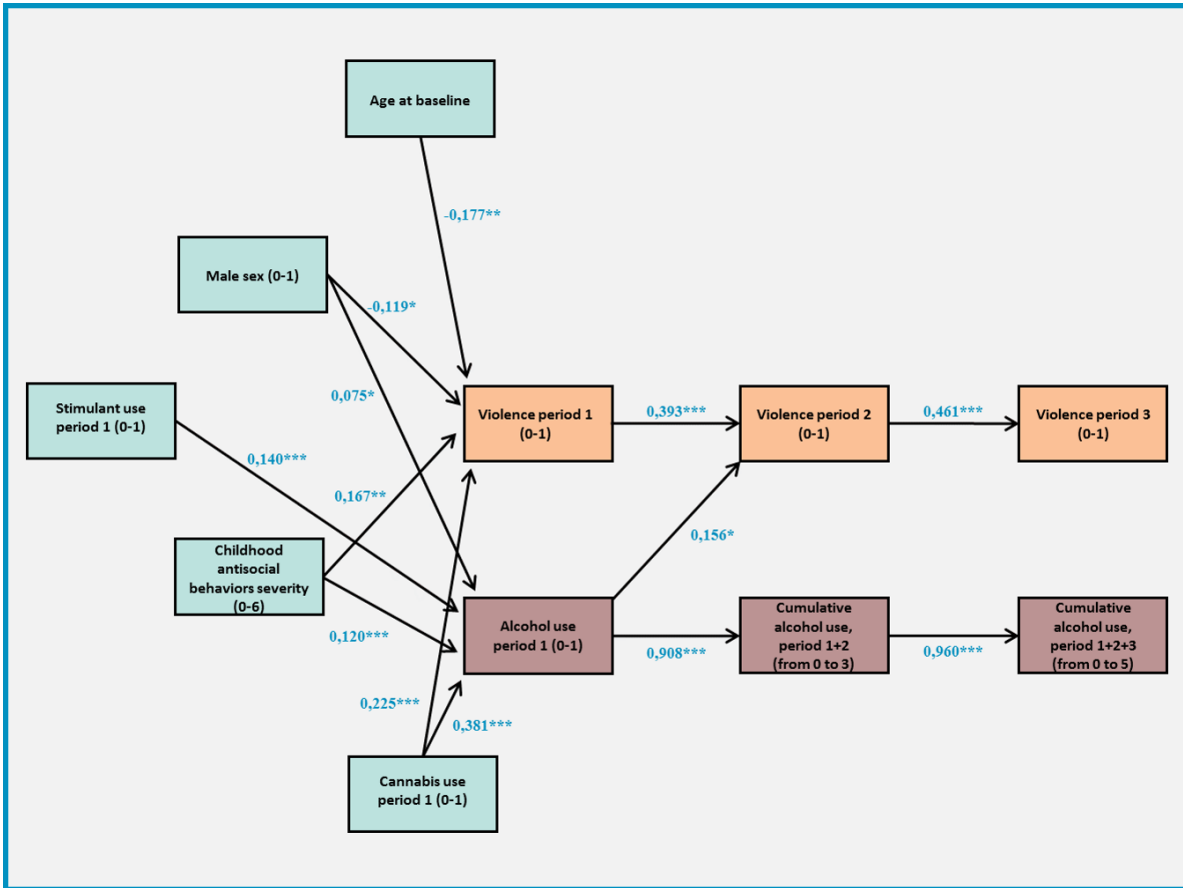 Age at baseline
-0,177**
Male sex (0-1)
-0,119*
0,075*
Stimulant use
period 1 (0-1)
0,140***
Violence period 1
(0-1)
0,393***
Violence period 2
(0-1)
0,461***
Violence period 3
(0-1)
0,167**
Childhood
antisocial
behaviors severity
(0-6)
0,120***
0,156*
Alcohol use
period 1 (0-1)
0,908***
Cumulative
alcohol use,
period 1+2
(from 0 to 3)
0,960***
Cumulative
alcohol use,
period 1+2+3
(from 0 to 5)
0,225***
0,381***
Cannabis use
period 1 (0-1)